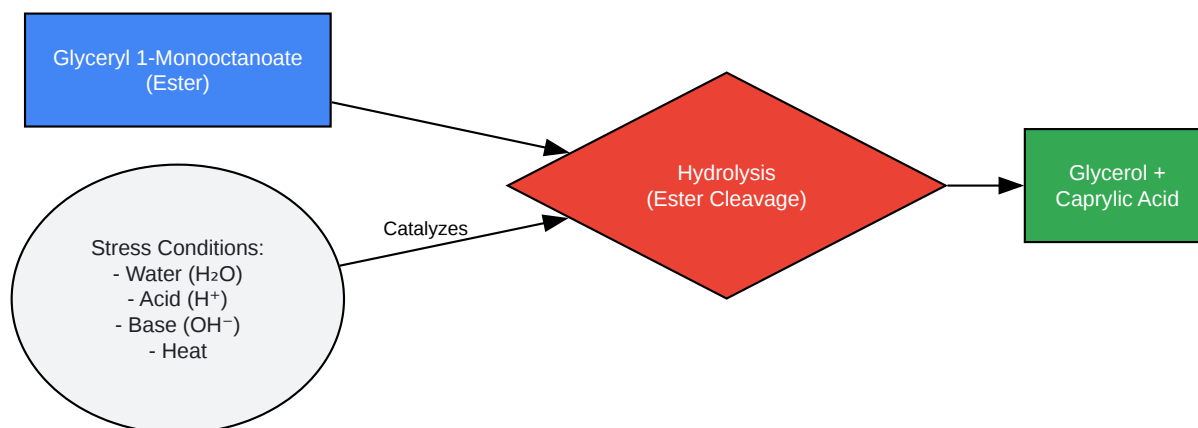 Glyceryl 1-Monooctanoate
(Ester)
Stress Conditions:
- Water (H₂O)
- Acid (H⁺)
- Base (OH⁻)
- Heat
Catalyzes
Hydrolysis
(Ester Cleavage)
Glycerol +
Caprylic Acid